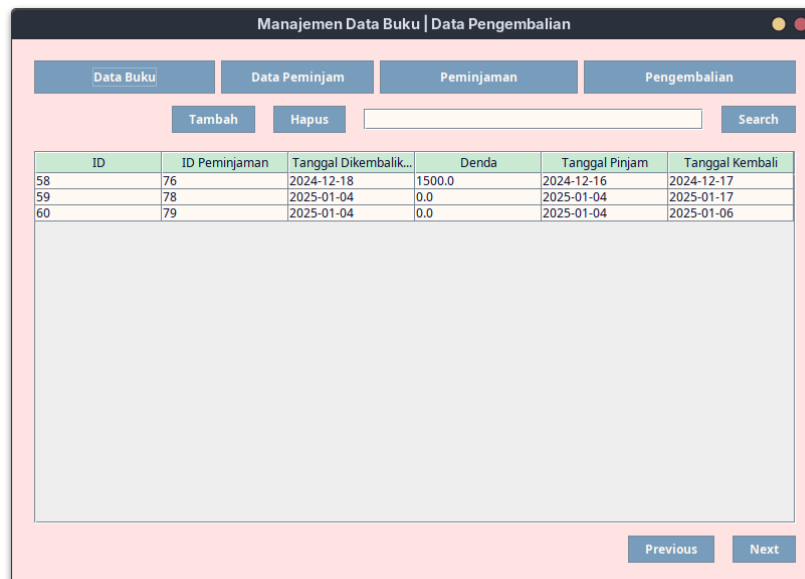 Manajemen Data Buku | Data Pengembalian
Data Buku Data Peminjam Peminjaman Pengembalian
Tambah Hapus Search
ID ID Peminjaman Tanggal Dikembalik... Denda Tanggal Pinjam Tanggal Kembali
58 76 2024-12-18 1500.0 2024-12-16 2024-12-17
59 78 2025-01-04 0.0 2025-01-04 2025-01-17
60 79 2025-01-04 0.0 2025-01-04 2025-01-06
Previous Next